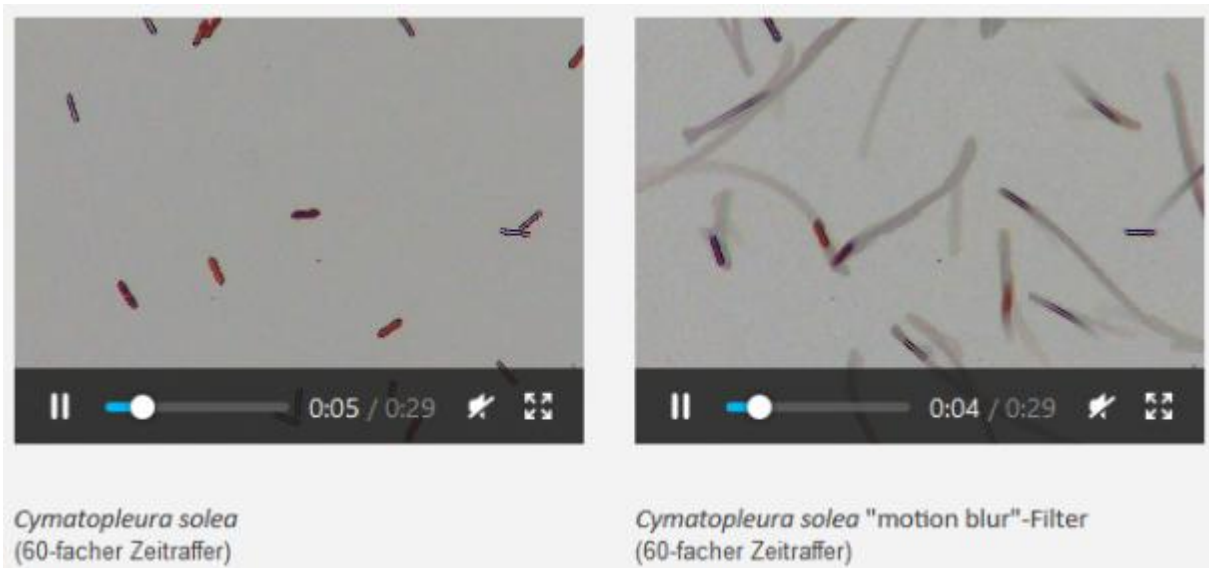 0:05 / 0:29
0:04 / 0:29
Cymatopleura solea
(60-facher Zeitraffer)
Cymatopleura solea "motion blur"-Filter
(60-facher Zeitraffer)